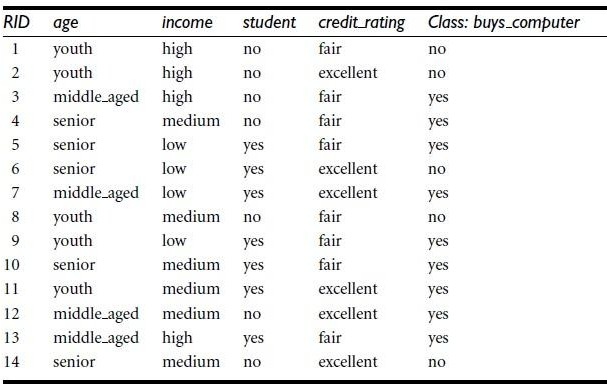 RID age income student credit_rating Class: buys_computer
1 youth high no fair no
2 youth high no excellent no
3 middle_aged high no fair yes
4 senior medium no fair yes
5 senior low yes fair yes
6 senior low yes excellent no
7 middle_aged low yes excellent yes
8 youth medium no fair no
9 youth low yes fair yes
10 senior medium yes fair yes
11 youth medium yes excellent yes
12 middle_aged medium no excellent yes
13 middle_aged high yes fair yes
14 senior medium no excellent no